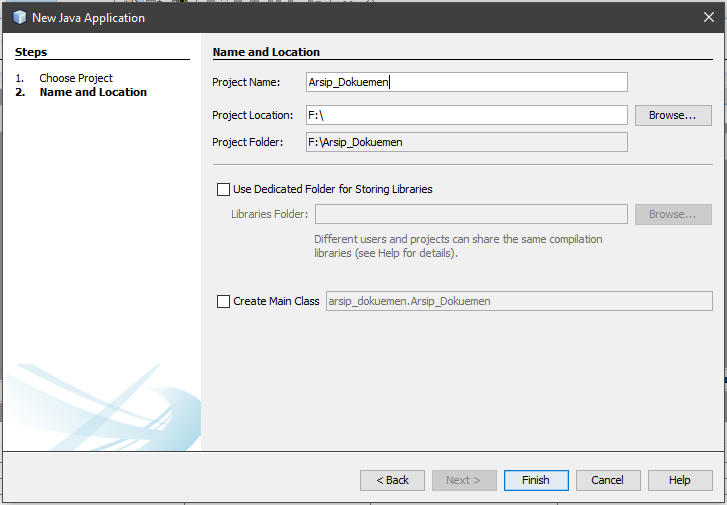 New Java Application
Steps
1. Choose Project
2. Name and Location
Name and Location
Project Name: Arsip_Dokuemen
Project Location: F:\ Browse...
Project Folder: F:\Arsip_Dokuemen
Use Dedicated Folder for Storing Libraries
Libraries Folder: Browse...
Different users and projects can share the same compilation
libraries (see Help for details).
Create Main Class arsip_dokuemen.Arsip_Dokuemen
< Back Next > Finish Cancel Help